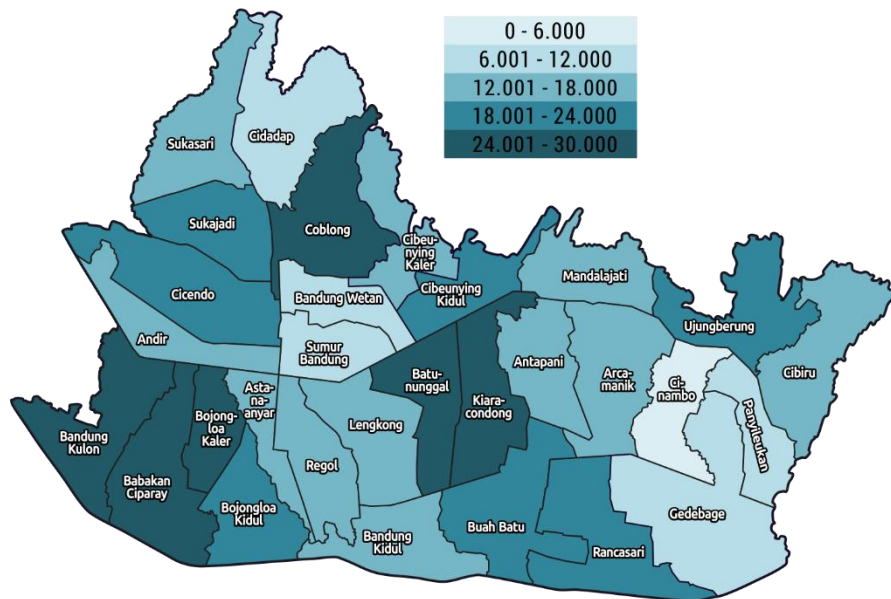 0 - 6.000
6.001 - 12.000
12.001 - 18.000
18.001 - 24.000
24.001 - 30.000
Sukasari
Cidadap
Sukajadi
Coblong
Cibeu-
nying
Kaler
Mandalajati
Cicendo
Bandung Wetan
Cibeunying
Kidul
Ujungberung
Andir
Sumur
Bandung
Batu-
nunggal
Antapani
Arca-
manik
Ci-
nambo
Cibiru
Asta-
na-
anyar
Bojong-
loa
Kaler
Kiara-
condong
Panyileukan
Bandung
Kulon
Lengkong
Babakan
Ciparay
Regol
Bojongloa
Kidul
Bandung
Kidul
Buah Batu
Rancasari
Gedebage